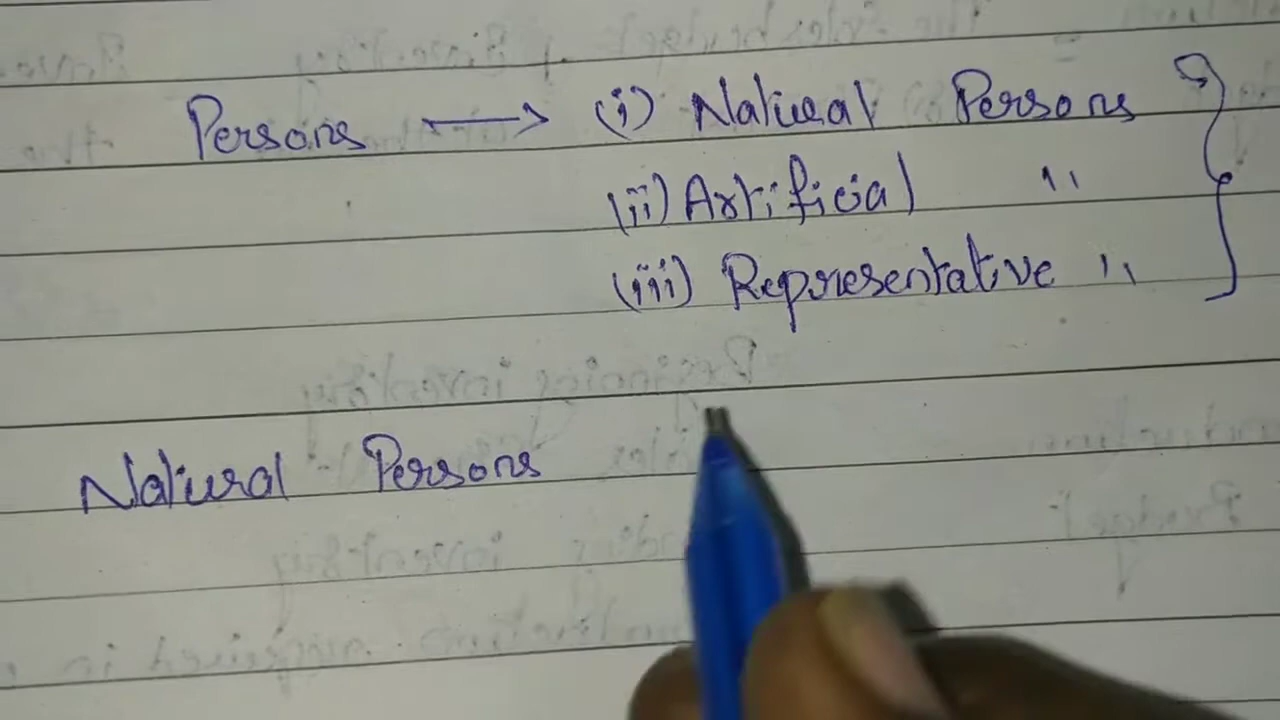 Persons → (i) Natural Persons
(ii) Artificial ''
(iii) Representative ''
Natural Persons